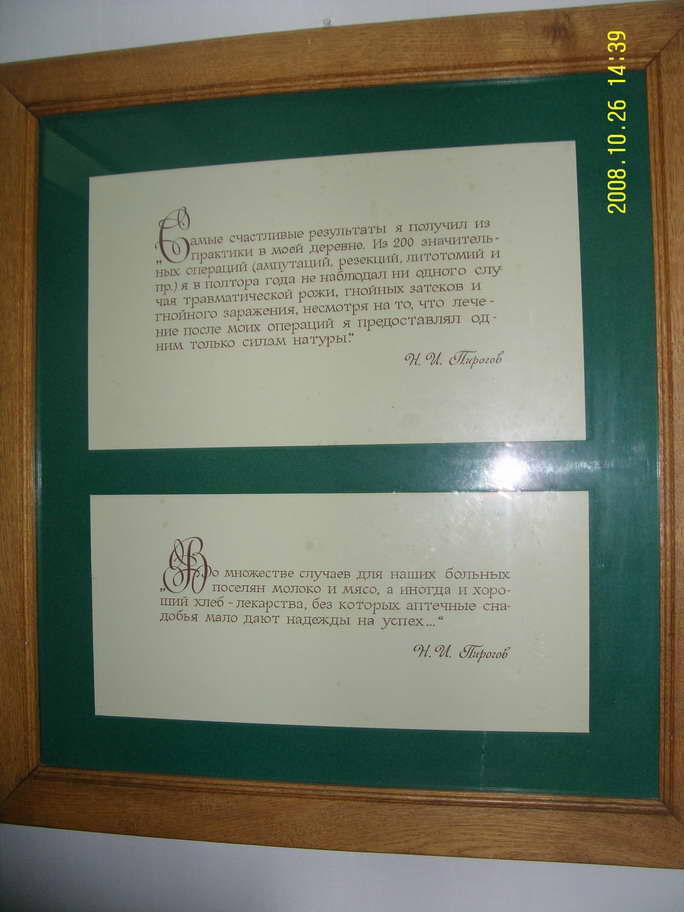 „Самые счастливые результаты я получил из
практики в моей деревне. Из 200 значитель-
ных операций (ампутаций, резекций, литотомий и
пр.) я в полтора года не наблюдал ни одного слу-
чая травматической рожи, гнойных затеков и
гнойного заражения, несмотря на то, что лече-
ние после моих операций я предоставлял од-
ним только силам натуры."
Н. И. Пирогов
„Во множестве случаев для наших больных
поселян молоко и мясо, а иногда и хоро-
ший хлеб - лекарства, без которых аптечные сна-
добья мало дают надежды на успех..."
Н. И. Пирогов
2008.10.26 14:39